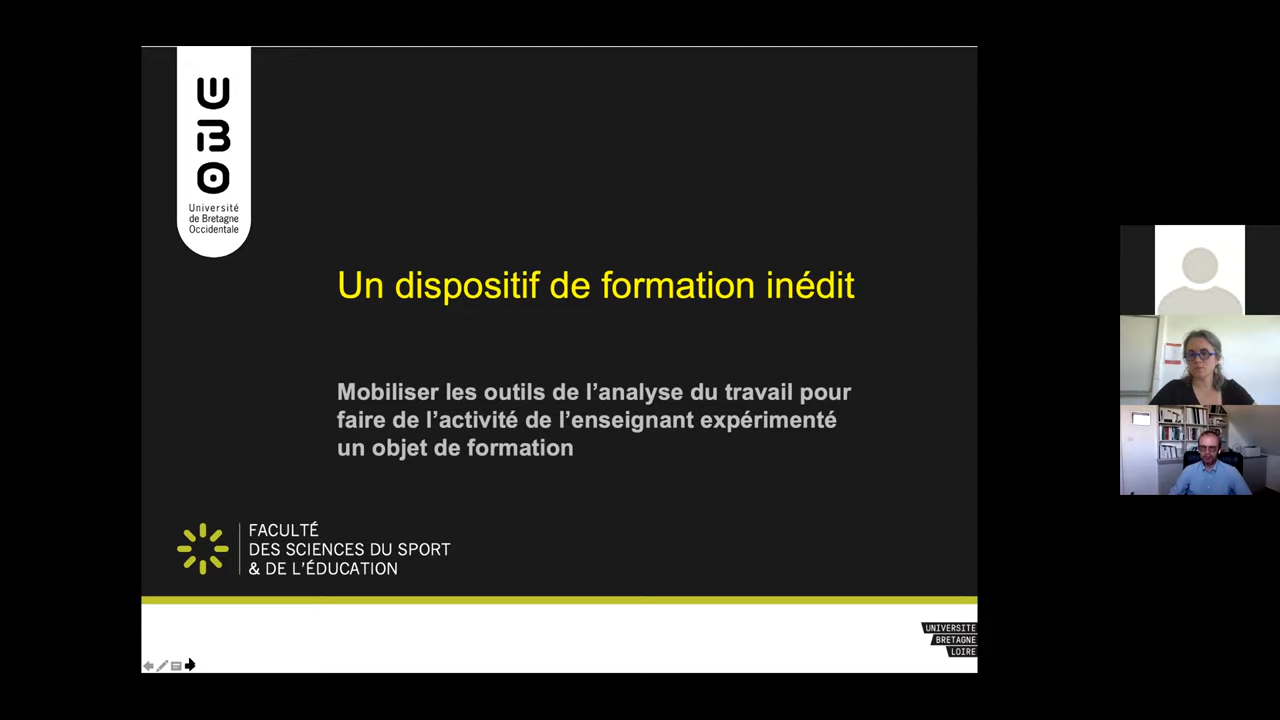 UBO
Université
de Bretagne
Occidentale
Un dispositif de formation inédit
Mobiliser les outils de l’analyse du travail pour
faire de l’activité de l’enseignant expérimenté
un objet de formation
FACULTÉ
DES SCIENCES DU SPORT
& DE L’ÉDUCATION
UNIVERSITE
BRETAGNE
LOIRE